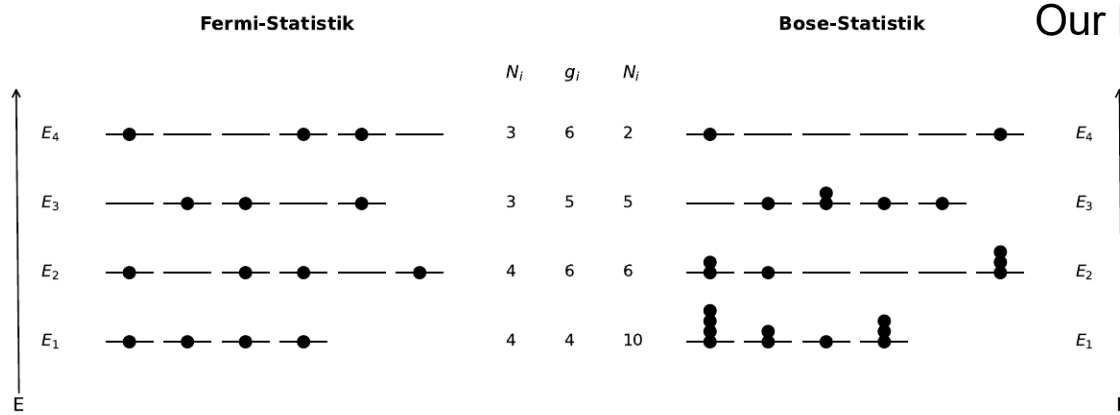 Fermi-Statistik
Bose-Statistik
Our
N_i g_i N_i
E_4 3 6 2 E_4
E_3 3 5 5 E_3
E_2 4 6 6 E_2
E_1 4 4 10 E_1
E